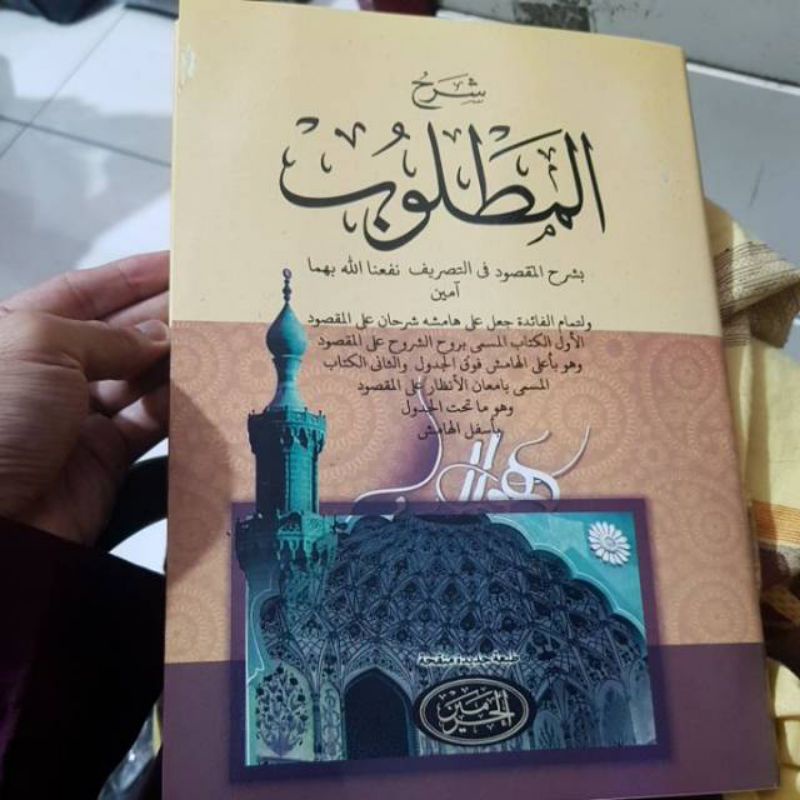 شرح
المطلوب
بشرح المقصود فى التصريف نفعنا الله بهما
آمين
ولتمام الفائدة جعل على هامشه شرحان على المقصود
الأول الكتاب المسمى بروح الشروح على المقصود
وهو بأعلى الهامش فوق الجدول والثانى الكتاب
المسمى بامعان الأنظار على المقصود
وهو ما تحت الجدول
بأسفل الهامش
الحرمين